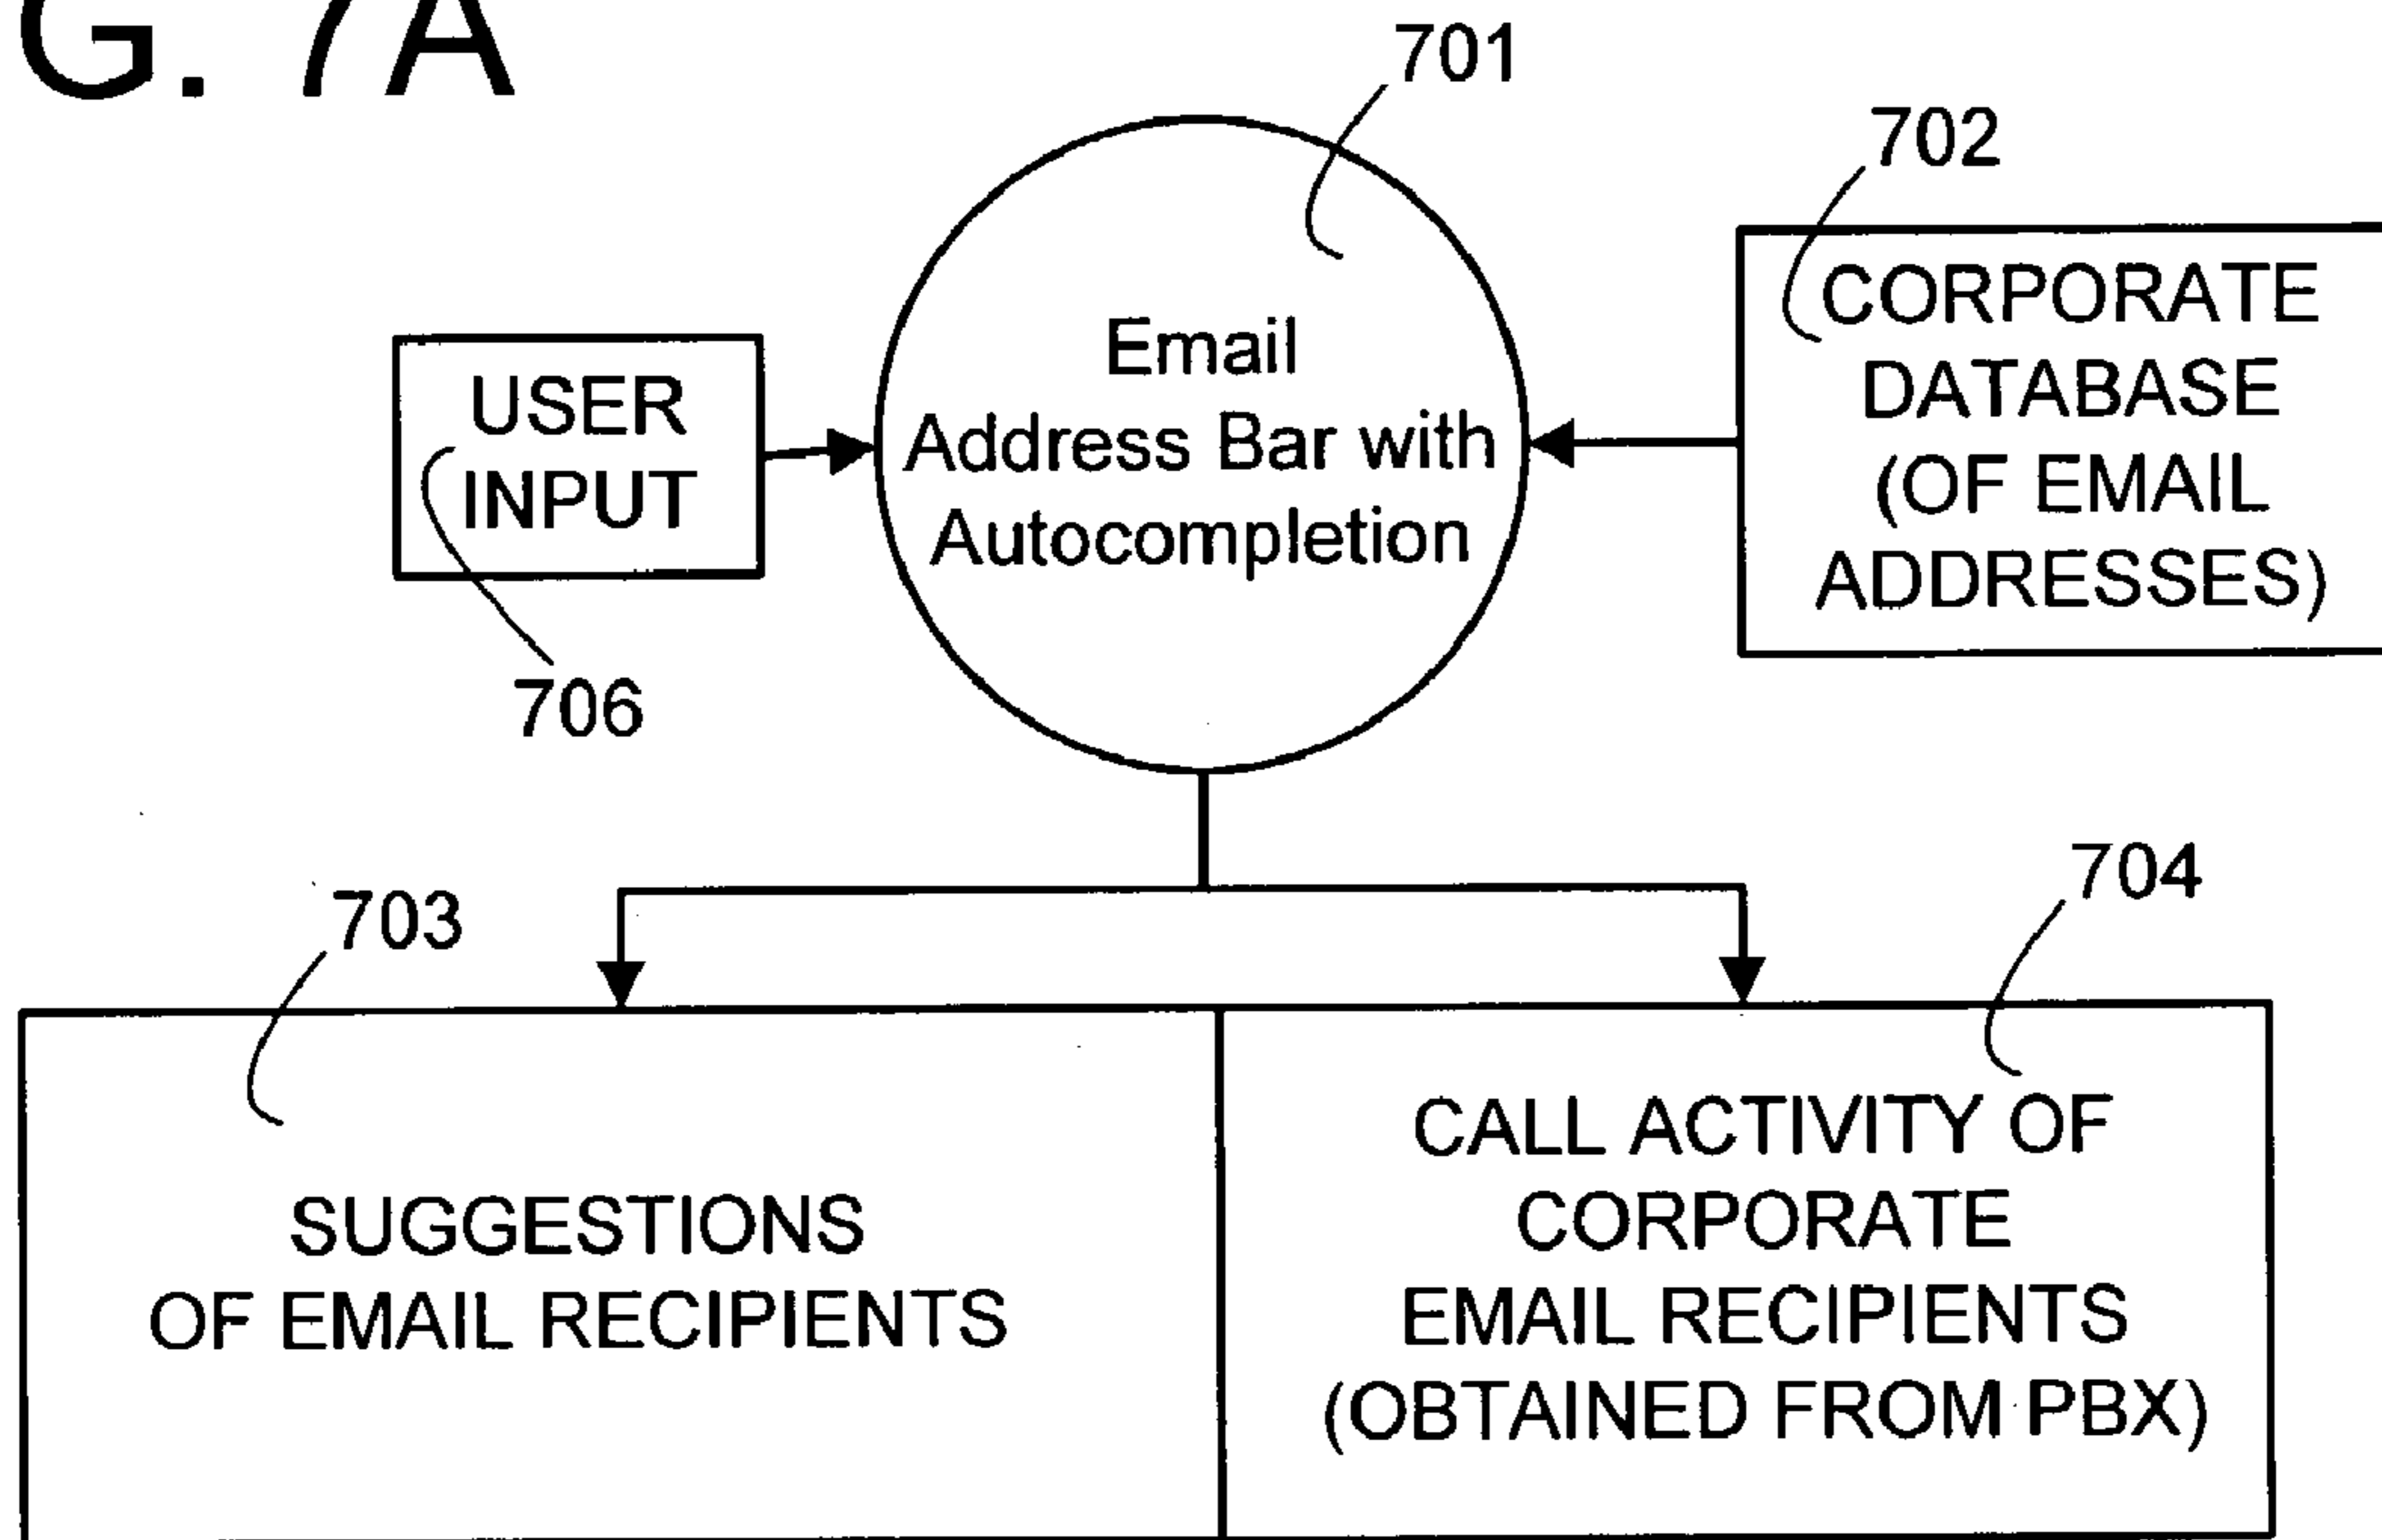 G. 7A
701
702
Email
Address Bar with
Autocompletion
USER
INPUT
706
CORPORATE
DATABASE
(OF EMAIL
ADDRESSES)
703
704
SUGGESTIONS
OF EMAIL RECIPIENTS
CALL ACTIVITY OF
CORPORATE
EMAIL RECIPIENTS
(OBTAINED FROM PBX)